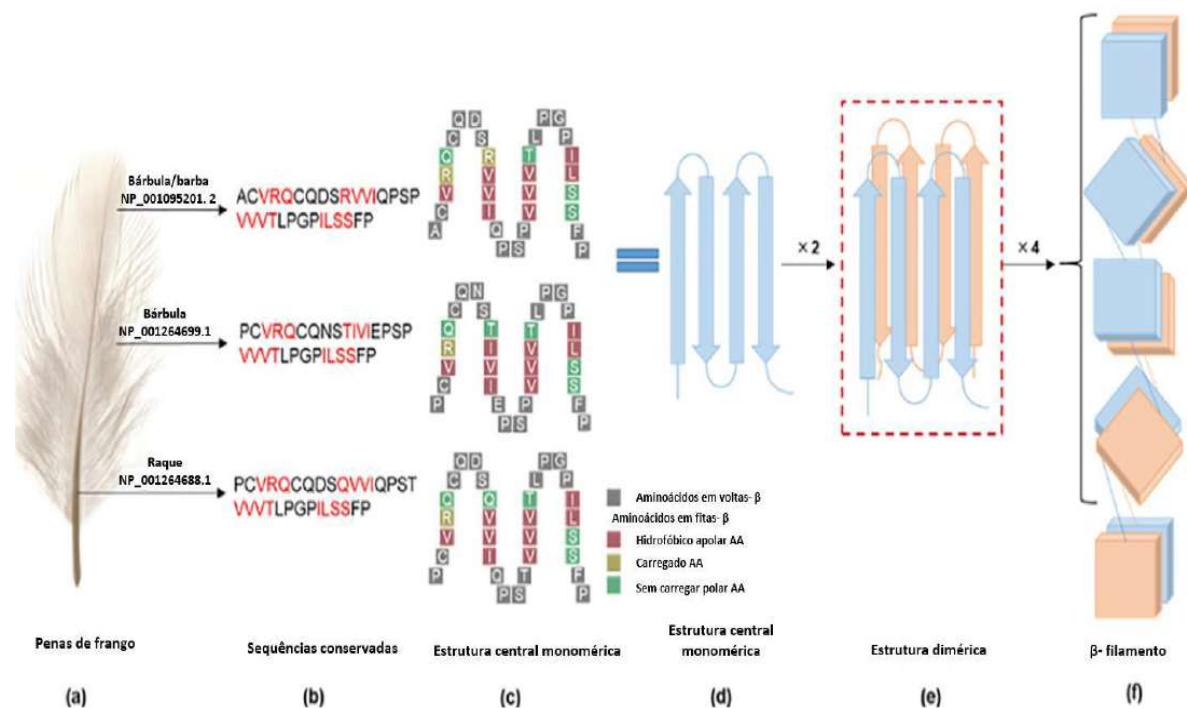 Bárbula/barba
NP_001095201. 2
ACVRQCQDSRVVIQPSP
VVVTLPGPILSSFP
Q D
C S
Q R
R V
V V
C I
A Q
P S
P G
L P
T I
V L
V S
V S
P F
P
Bárbula
NP_001264699.1
PCVRQCQNSTIVIEPSP
VVVTLPGPILSSFP
Q N
C S
Q T
R I
V V
C I
P E
P S
P G
L P
T I
V L
V S
V S
P F
P
Raque
NP_001264688.1
PCVRQCQDSQVVIQPST
VVVTLPGPILSSFP
Q D
C S
Q Q
R V
V V
C I
P Q
P S
P G
L P
T I
V L
V S
V S
T F
P
× 2
× 4
Aminoácidos em voltas- β
Aminoácidos em fitas- β
Hidrofóbico apolar AA
Carregado AA
Sem carregar polar AA
Penas de frango
Sequências conservadas
Estrutura central monomérica
Estrutura central
monomérica
Estrutura dimérica
β- filamento
(a)
(b)
(c)
(d)
(e)
(f)